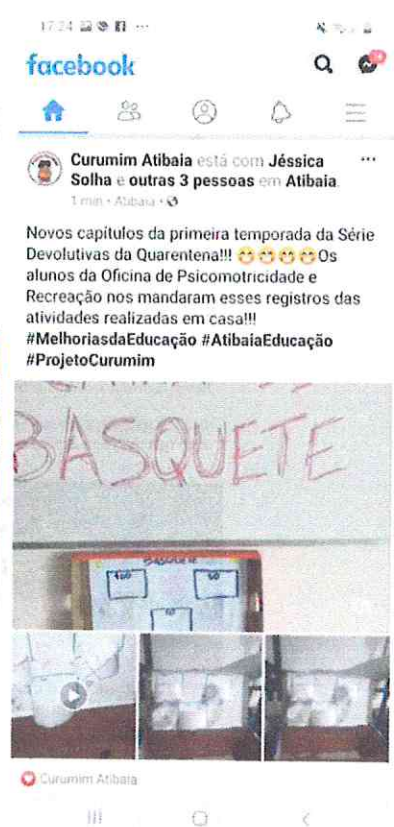 17:24
facebook
Curumim Atibaia está com Jéssica
Solha e outras 3 pessoas em Atibaia.
1 min • Atibaia •
Novos capítulos da primeira temporada da Série
Devolutivas da Quarentena!!! 😁😁😁😁Os
alunos da Oficina de Psicomotricidade e
Recreação nos mandaram esses registros das
atividades realizadas em casa!!!
#MelhoriasdaEducação #AtibaiaEducação
#ProjetoCurumim
BASQUETE
BASQUETE
100
50
Curumim Atibaia